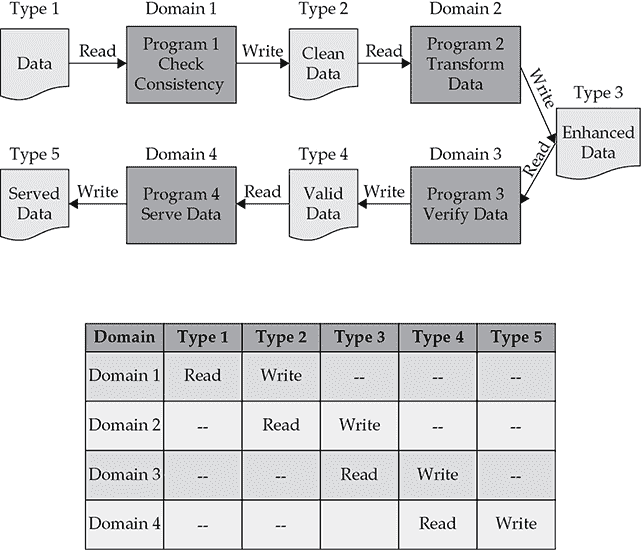 Type 1 Domain 1 Type 2 Domain 2
Data
Read
Program 1
Check
Consistency
Write
Clean
Data
Read
Program 2
Transform
Data
Write
Type 3
Enhanced
Data
Read
Type 5 Domain 4 Type 4 Domain 3
Served
Data
Write
Program 4
Serve Data
Read
Valid
Data
Write
Program 3
Verify Data
Domain Type 1 Type 2 Type 3 Type 4 Type 5
Domain 1 Read Write -- -- --
Domain 2 -- Read Write -- --
Domain 3 -- -- Read Write --
Domain 4 -- -- Read Write